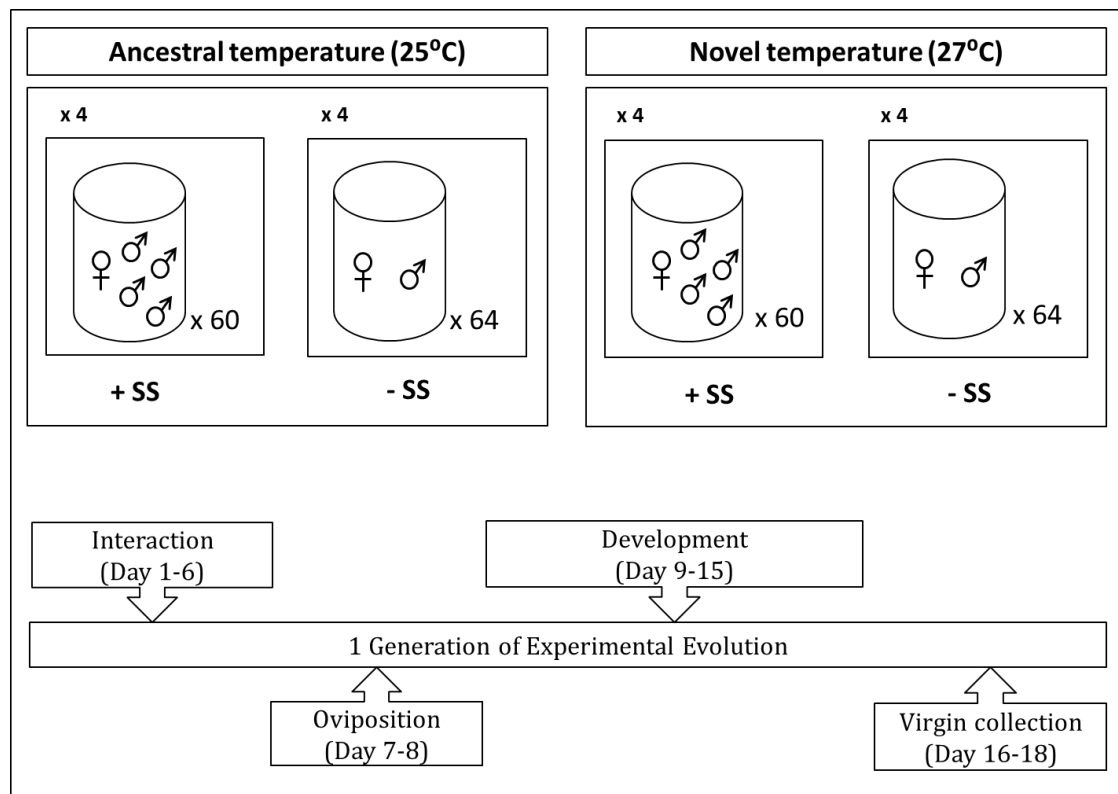 Ancestral temperature (25⁰C)
Novel temperature (27⁰C)
x 4
x 4
x 4
x 4
x 60
x 64
x 60
x 64
+ SS
- SS
+ SS
- SS
Interaction
(Day 1-6)
Development
(Day 9-15)
1 Generation of Experimental Evolution
Oviposition
(Day 7-8)
Virgin collection
(Day 16-18)